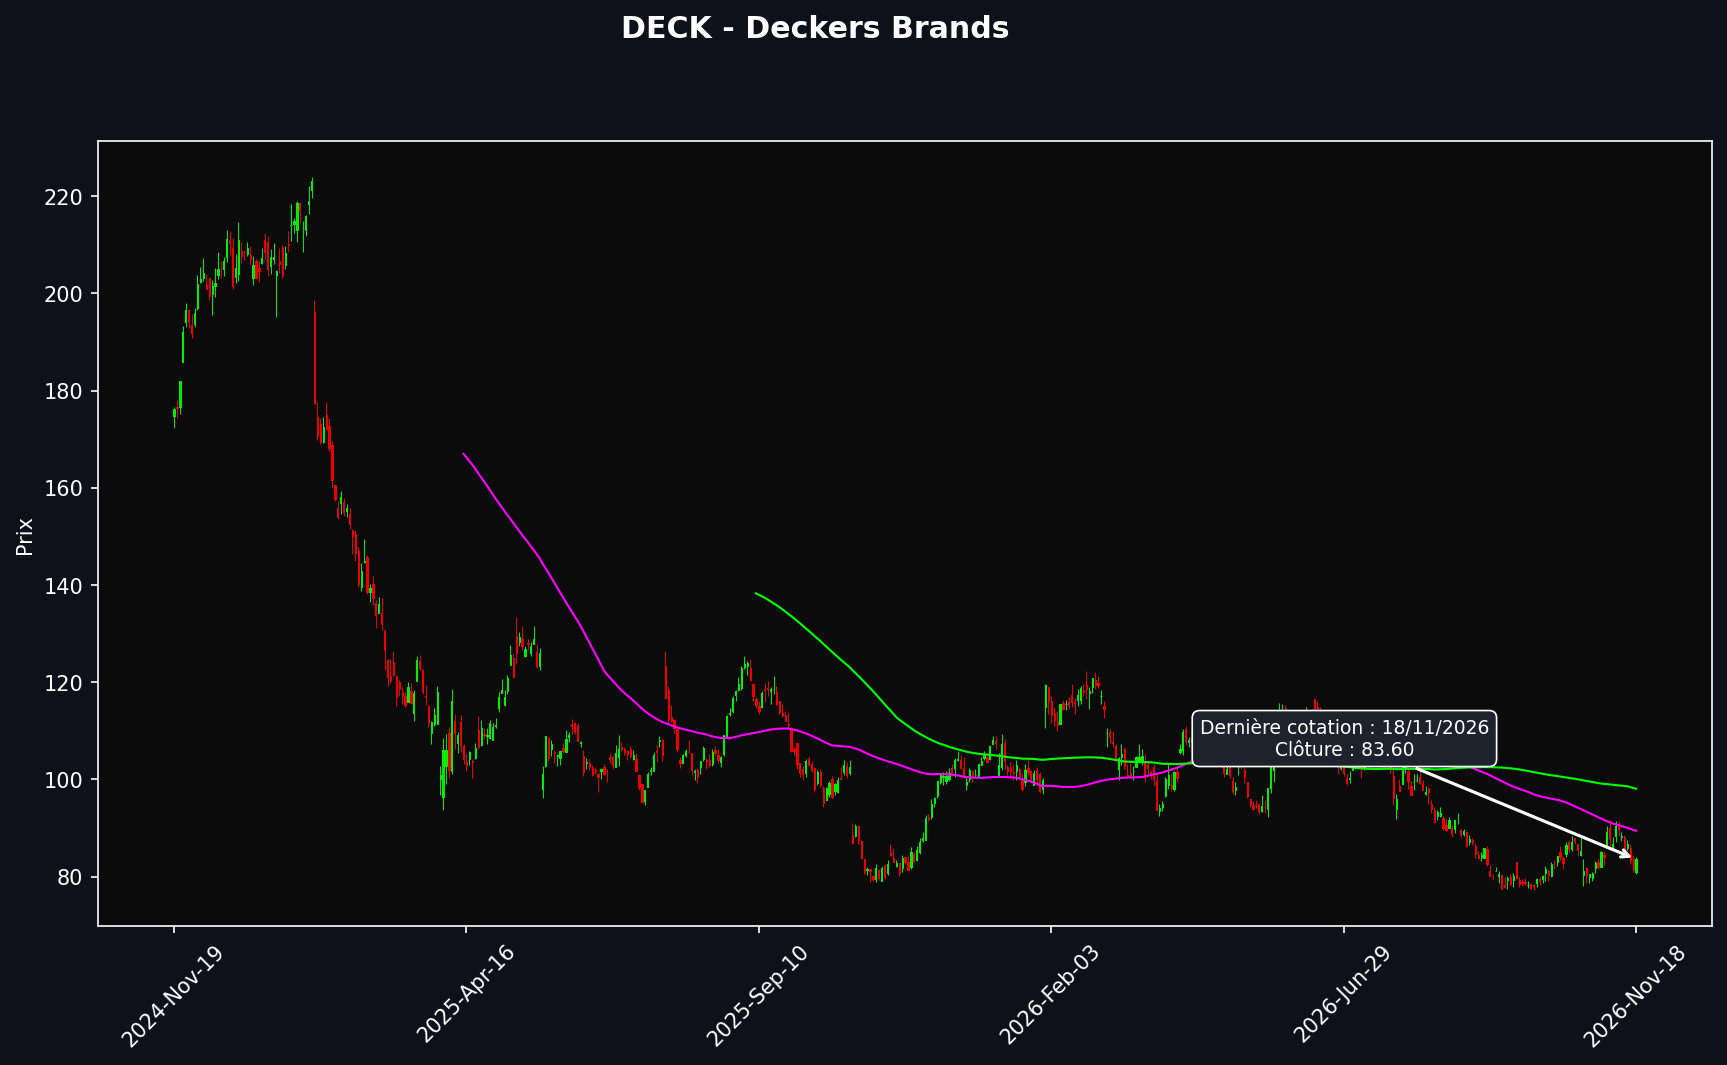 DECK - Deckers Brands
220
200
180
160
140
120
100
80
Prix
Dernière cotation : 18/11/2026
Clôture : 83.60
2024-Nov-19
2025-Apr-16
2025-Sep-10
2026-Feb-03
2026-Jun-29
2026-Nov-18